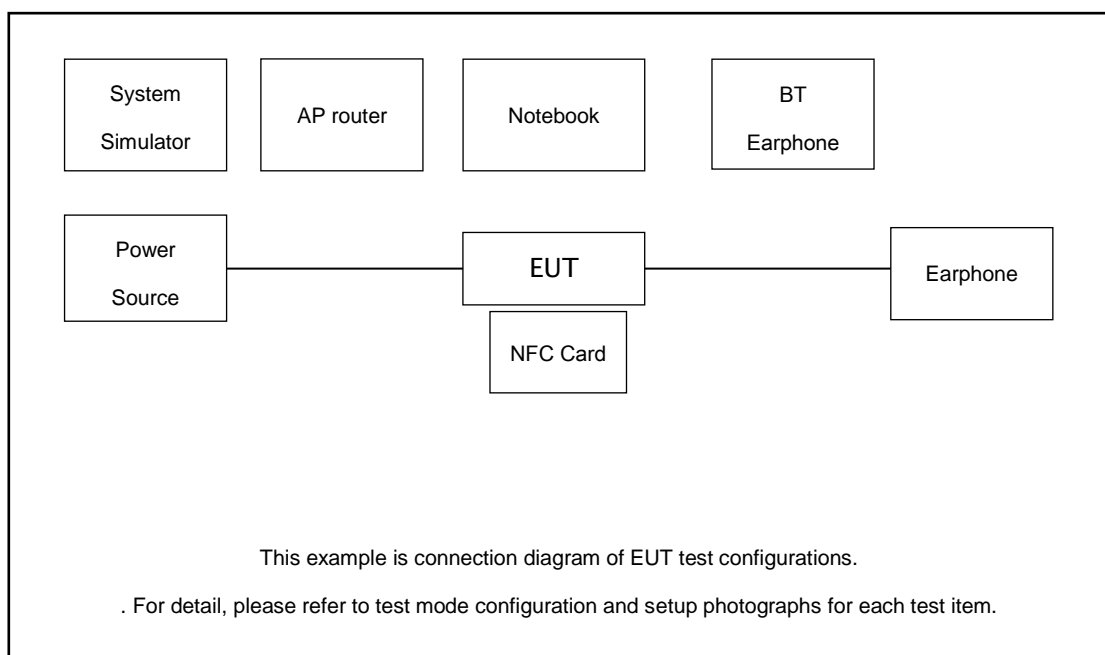 System
Simulator
AP router
Notebook
BT
Earphone
Power
Source
EUT
Earphone
NFC Card
This example is connection diagram of EUT test configurations.
. For detail, please refer to test mode configuration and setup photographs for each test item.